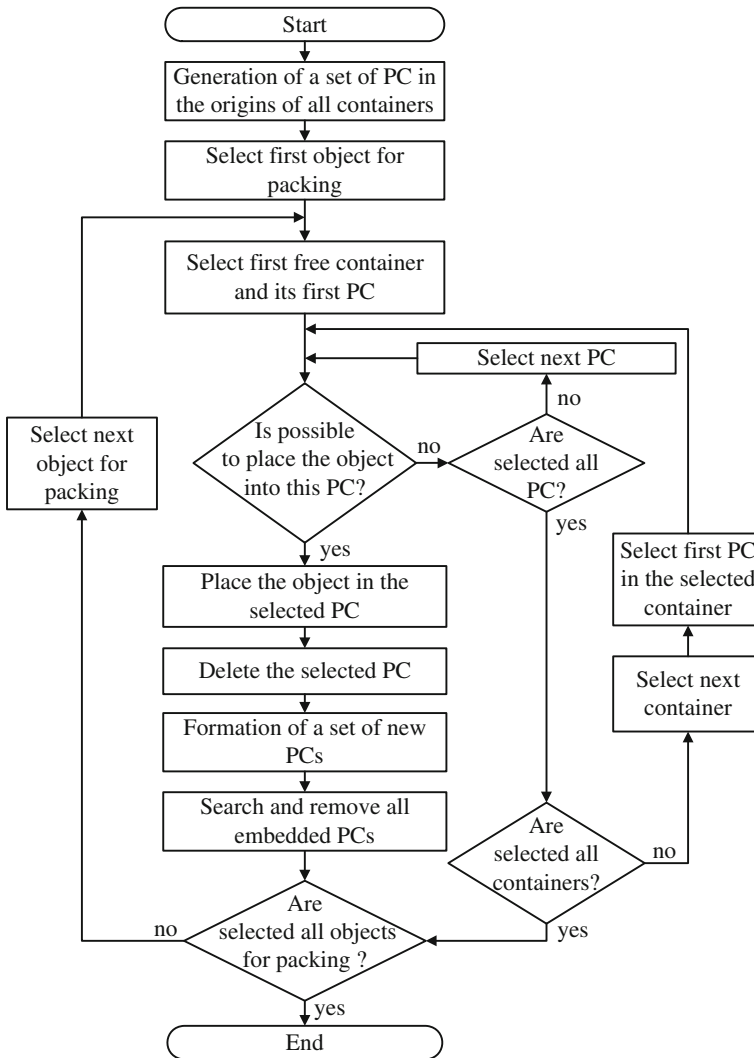 Start
Generation of a set of PC in
the origins of all containers
Select first object for
packing
Select first free container
and its first PC
Select next PC
no
Select next
object for
packing
Is possible
to place the object
into this PC?
no
Are
selected all
PC?
yes
yes
Select first PC
in the selected
container
Place the object in the
selected PC
Delete the selected PC
Select next
container
Formation of a set of new
PCs
Search and remove all
embedded PCs
Are
selected all
containers?
no
yes
Are
selected all objects
for packing ?
no
yes
End